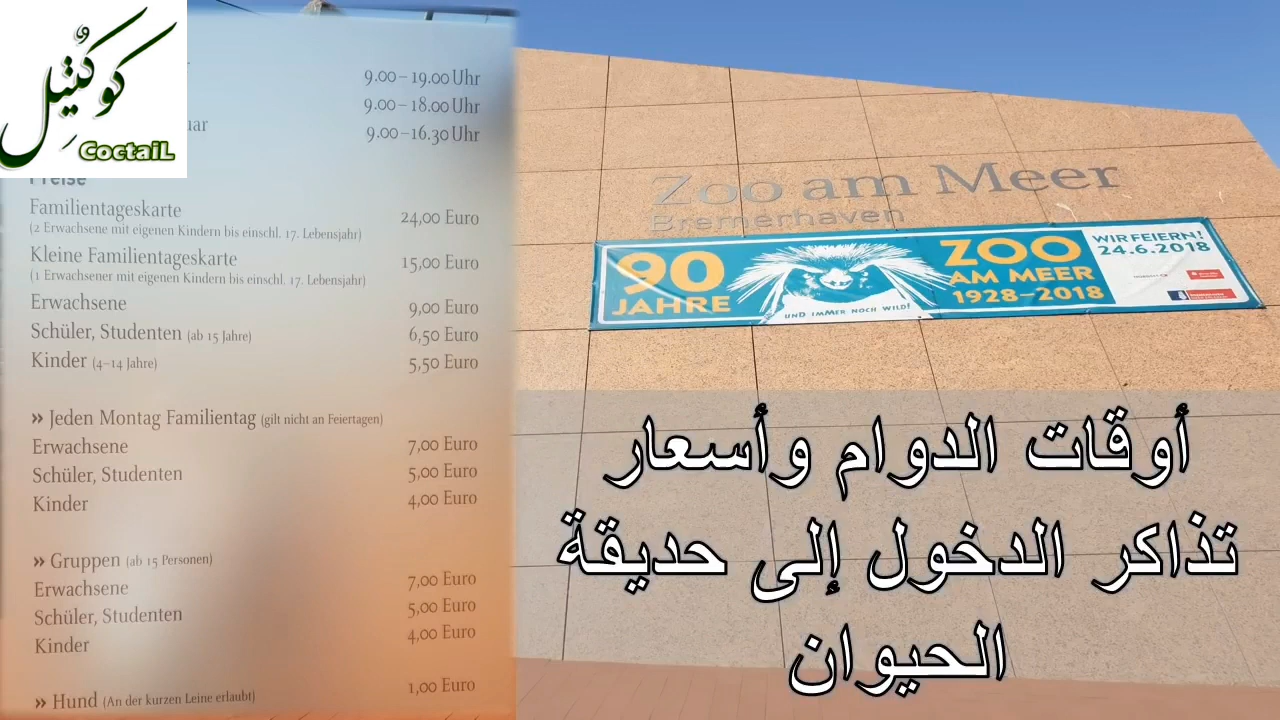 كوكتيل
CoctaiL
9.00–19.00 Uhr
9.00–18.00 Uhr
9.00–16.30 Uhr
Preise
Familientageskarte 24,00 Euro
(2 Erwachsene mit eigenen Kindern bis einschl. 17. Lebensjahr)
Kleine Familientageskarte 15,00 Euro
(1 Erwachsener mit eigenen Kindern bis einschl. 17. Lebensjahr)
Erwachsene 9,00 Euro
Schüler, Studenten (ab 15 Jahre) 6,50 Euro
Kinder (4–14 Jahre) 5,50 Euro
» Jeden Montag Familientag (gilt nicht an Feiertagen)
Erwachsene 7,00 Euro
Schüler, Studenten 5,00 Euro
Kinder 4,00 Euro
» Gruppen (ab 15 Personen)
Erwachsene 7,00 Euro
Schüler, Studenten 5,00 Euro
Kinder 4,00 Euro
» Hund (An der kurzen Leine erlaubt) 1,00 Euro
Zoo am Meer
Bremerhaven
90
JAHRE
UND IMMER NOCH WILD!
ZOO
AM MEER
1928–2018
WIR FEIERN!
24.6.2018
أوقات الدوام وأسعار
تذاكر الدخول إلى حديقة
الحيوان